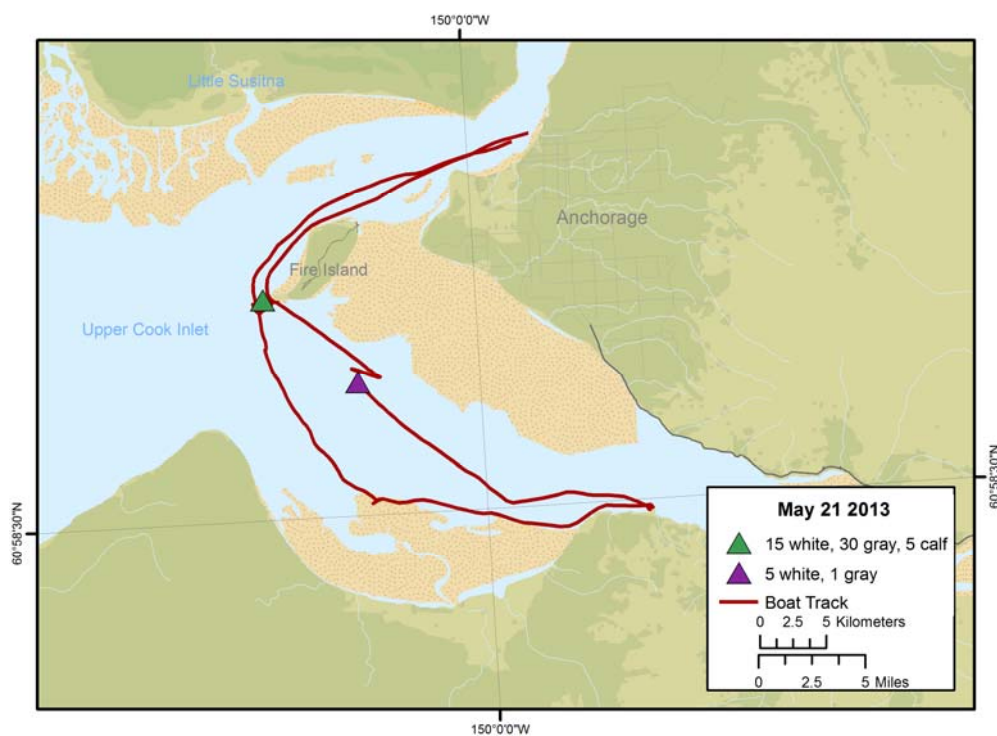 150°0'0"W
Little Susitna
Anchorage
Fire Island
Upper Cook Inlet
60°58'30"N
60°58'30"N
May 21 2013
15 white, 30 gray, 5 calf
5 white, 1 gray
Boat Track
0 2.5 5 Kilometers
0 2.5 5 Miles
150°0'0"W